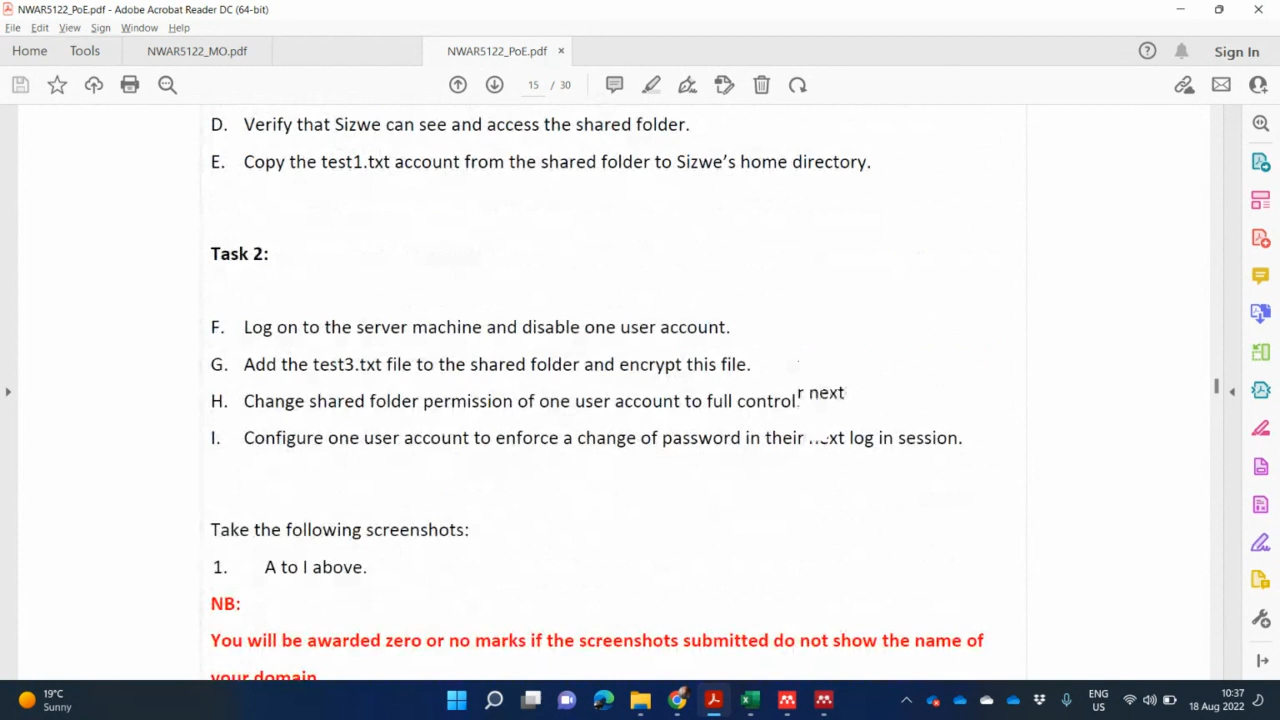 NWAR5122_PoE.pdf - Adobe Acrobat Reader DC (64-bit)
File Edit View Sign Window Help
Home Tools NWAR5122_MO.pdf NWAR5122_PoE.pdf × Sign In
15 / 30
D. Verify that Sizwe can see and access the shared folder.
E. Copy the test1.txt account from the shared folder to Sizwe's home directory.
Task 2:
F. Log on to the server machine and disable one user account.
G. Add the test3.txt file to the shared folder and encrypt this file.
r next
H. Change shared folder permission of one user account to full control.
I. Configure one user account to enforce a change of password in their next log in session.
Take the following screenshots:
1. A to I above.
NB:
You will be awarded zero or no marks if the screenshots submitted do not show the name of
your domain
19°C
Sunny
ENG
US
10:37
18 Aug 2022